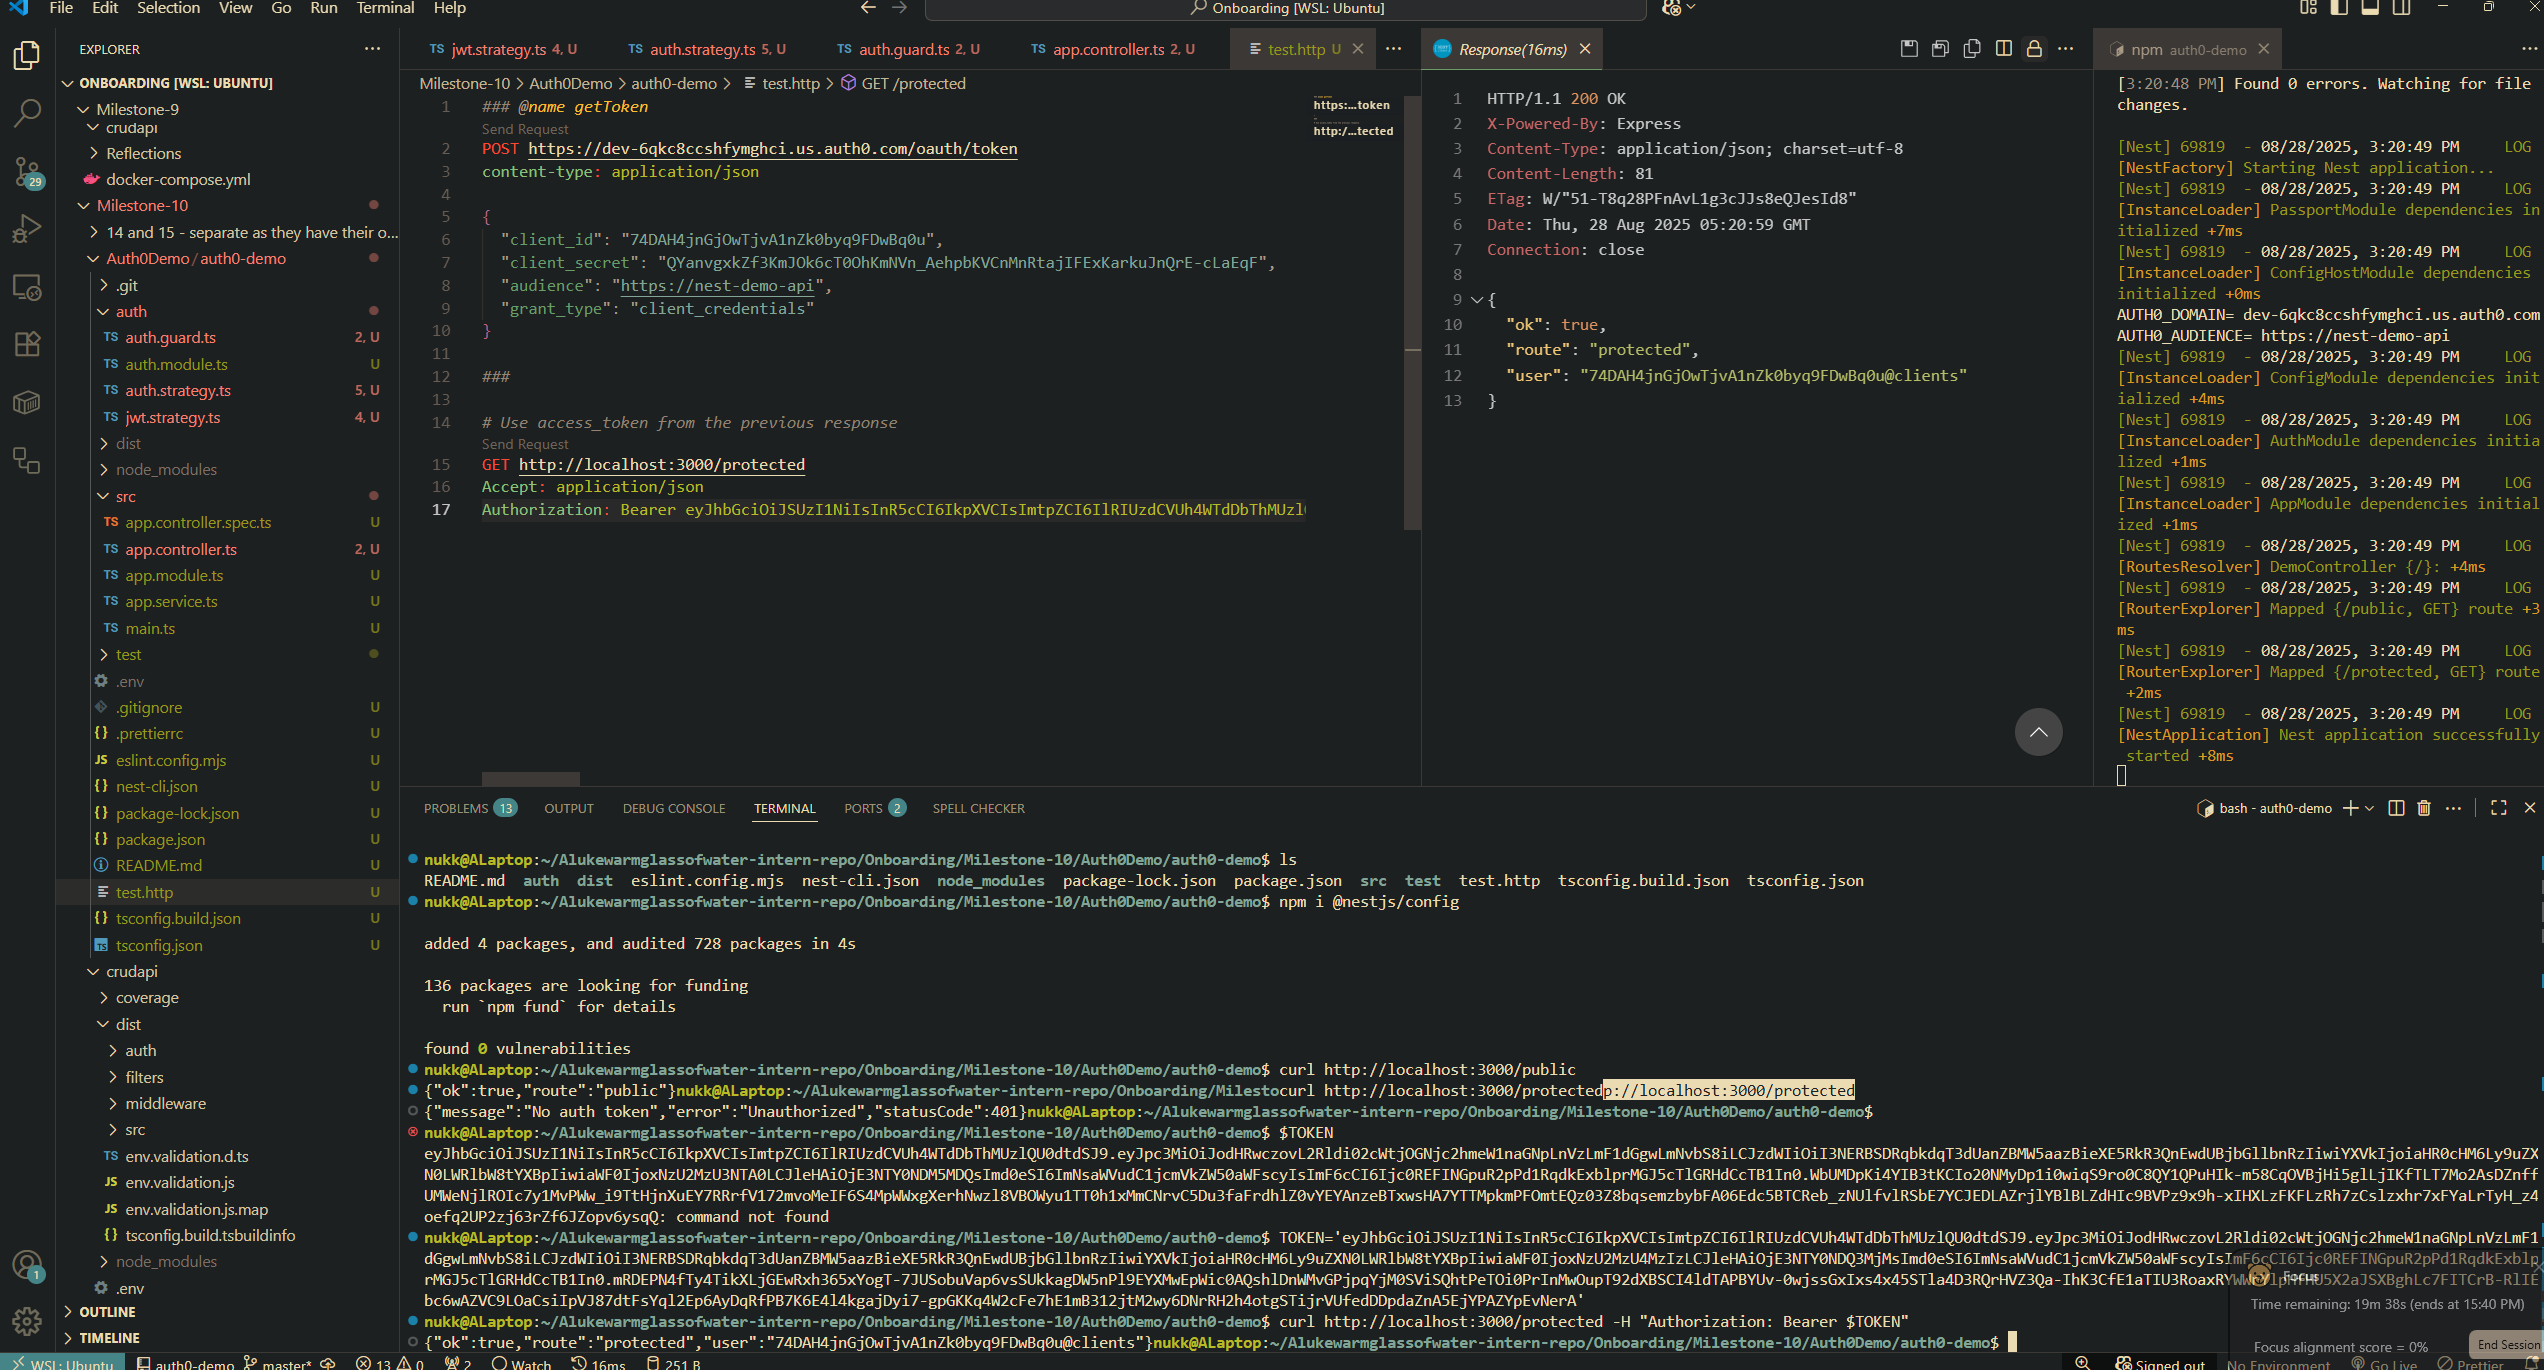 File Edit Selection View Go Run Terminal Help
Onboarding [WSL: Ubuntu]
EXPLORER
ONBOARDING [WSL: UBUNTU]
Milestone-9
crudapi
Reflections
docker-compose.yml
Milestone-10
14 and 15 - separate as they have their o...
Auth0Demo / auth0-demo
.git
auth
TS auth.guard.ts 2, U
TS auth.module.ts U
TS auth.strategy.ts 5, U
TS jwt.strategy.ts 4, U
dist
node_modules
src
TS app.controller.spec.ts U
TS app.controller.ts 2, U
TS app.module.ts U
TS app.service.ts U
TS main.ts U
test
.env
.gitignore U
{} .prettierrc U
JS eslint.config.mjs U
{} nest-cli.json U
{} package-lock.json U
{} package.json U
README.md U
test.http U
{} tsconfig.build.json U
TS tsconfig.json U
crudapi
coverage
dist
auth
filters
middleware
src
TS env.validation.d.ts
JS env.validation.js
JS env.validation.js.map
{} tsconfig.build.tsbuildinfo
node_modules
.env
OUTLINE
TIMELINE
29
1
TS jwt.strategy.ts 4, U TS auth.strategy.ts 5, U TS auth.guard.ts 2, U TS app.controller.ts 2, U test.http U
Milestone-10 > Auth0Demo > auth0-demo > test.http > GET /protected
1 ### @name getToken
Send Request
2 POST https://dev-6qkc8ccshfymghci.us.auth0.com/oauth/token
3 content-type: application/json
4
5 {
6 "client_id": "74DAH4jnGjOwTjvA1nZk0byq9FDwBq0u",
7 "client_secret": "QYanvgxkZf3KmJOk6cT0OhKmNVn_AehpbKVCnMnRtajIFExKarkuJnQrE-cLaEqF",
8 "audience": "https://nest-demo-api",
9 "grant_type": "client_credentials"
10 }
11
12 ###
13
14 # Use access_token from the previous response
Send Request
15 GET http://localhost:3000/protected
16 Accept: application/json
17 Authorization: Bearer
https:...token
http:/...tected
Response(16ms)
1 HTTP/1.1 200 OK
2 X-Powered-By: Express
3 Content-Type: application/json; charset=utf-8
4 Content-Length: 81
5 ETag: W/"51-T8q28PFnAvL1g3cJJs8eQJesId8"
6 Date: Thu, 28 Aug 2025 05:20:59 GMT
7 Connection: close
8
9 {
10 "ok": true,
11 "route": "protected",
12 "user": "74DAH4jnGjOwTjvA1nZk0byq9FDwBq0u@clients"
13 }
npm auth0-demo
[3:20:48 PM] Found 0 errors. Watching for file
changes.
[Nest] 69819 - 08/28/2025, 3:20:49 PM LOG
[NestFactory] Starting Nest application...
[Nest] 69819 - 08/28/2025, 3:20:49 PM LOG
[InstanceLoader] PassportModule dependencies in
itialized +7ms
[Nest] 69819 - 08/28/2025, 3:20:49 PM LOG
[InstanceLoader] ConfigHostModule dependencies
initialized +0ms
AUTH0_DOMAIN= dev-6qkc8ccshfymghci.us.auth0.com
AUTH0_AUDIENCE= https://nest-demo-api
[Nest] 69819 - 08/28/2025, 3:20:49 PM LOG
[InstanceLoader] ConfigModule dependencies init
ialized +4ms
[Nest] 69819 - 08/28/2025, 3:20:49 PM LOG
[InstanceLoader] AuthModule dependencies initia
lized +1ms
[Nest] 69819 - 08/28/2025, 3:20:49 PM LOG
[InstanceLoader] AppModule dependencies initial
ized +1ms
[Nest] 69819 - 08/28/2025, 3:20:49 PM LOG
[RoutesResolver] DemoController {/}: +4ms
[Nest] 69819 - 08/28/2025, 3:20:49 PM LOG
[RouterExplorer] Mapped {/public, GET} route +3
ms
[Nest] 69819 - 08/28/2025, 3:20:49 PM LOG
[RouterExplorer] Mapped {/protected, GET} route
+2ms
[Nest] 69819 - 08/28/2025, 3:20:49 PM LOG
[NestApplication] Nest application successfully
started +8ms
PROBLEMS 13 OUTPUT DEBUG CONSOLE TERMINAL PORTS 2 SPELL CHECKER
bash - auth0-demo
nukk@ALaptop:~/Alukewarmglassofwater-intern-repo/Onboarding/Milestone-10/Auth0Demo/auth0-demo$ ls
README.md auth dist eslint.config.mjs nest-cli.json node_modules package-lock.json package.json src test test.http tsconfig.build.json tsconfig.json
nukk@ALaptop:~/Alukewarmglassofwater-intern-repo/Onboarding/Milestone-10/Auth0Demo/auth0-demo$ npm i @nestjs/config
added 4 packages, and audited 728 packages in 4s
136 packages are looking for funding
run `npm fund` for details
found 0 vulnerabilities
nukk@ALaptop:~/Alukewarmglassofwater-intern-repo/Onboarding/Milestone-10/Auth0Demo/auth0-demo$ curl http://localhost:3000/public
{"ok":true,"route":"public"}nukk@ALaptop:~/Alukewarmglassofwater-intern-repo/Onboarding/Milestocurl http://localhost:3000/protectedp://localhost:3000/protected
{"message":"No auth token","error":"Unauthorized","statusCode":401}nukk@ALaptop:~/Alukewarmglassofwater-intern-repo/Onboarding/Milestone-10/Auth0Demo/auth0-demo$
nukk@ALaptop:~/Alukewarmglassofwater-intern-repo/Onboarding/Milestone-10/Auth0Demo/auth0-demo$ $TOKEN
command not found
nukk@ALaptop:~/Alukewarmglassofwater-intern-repo/Onboarding/Milestone-10/Auth0Demo/auth0-demo$
nukk@ALaptop:~/Alukewarmglassofwater-intern-repo/Onboarding/Milestone-10/Auth0Demo/auth0-demo$ curl http://localhost:3000/protected -H "Authorization: Bearer $TOKEN"
{"ok":true,"route":"protected","user":"74DAH4jnGjOwTjvA1nZk0byq9FDwBq0u@clients"}nukk@ALaptop:~/Alukewarmglassofwater-intern-repo/Onboarding/Milestone-10/Auth0Demo/auth0-demo$
Focus
Time remaining: 19m 38s (ends at 15:40 PM)
Focus alignment score = 0%
End Session
WSL: Ubuntu auth0-demo master* 13 0 2 Watch 16ms 251 B Signed out No Environment Go Live Prettier